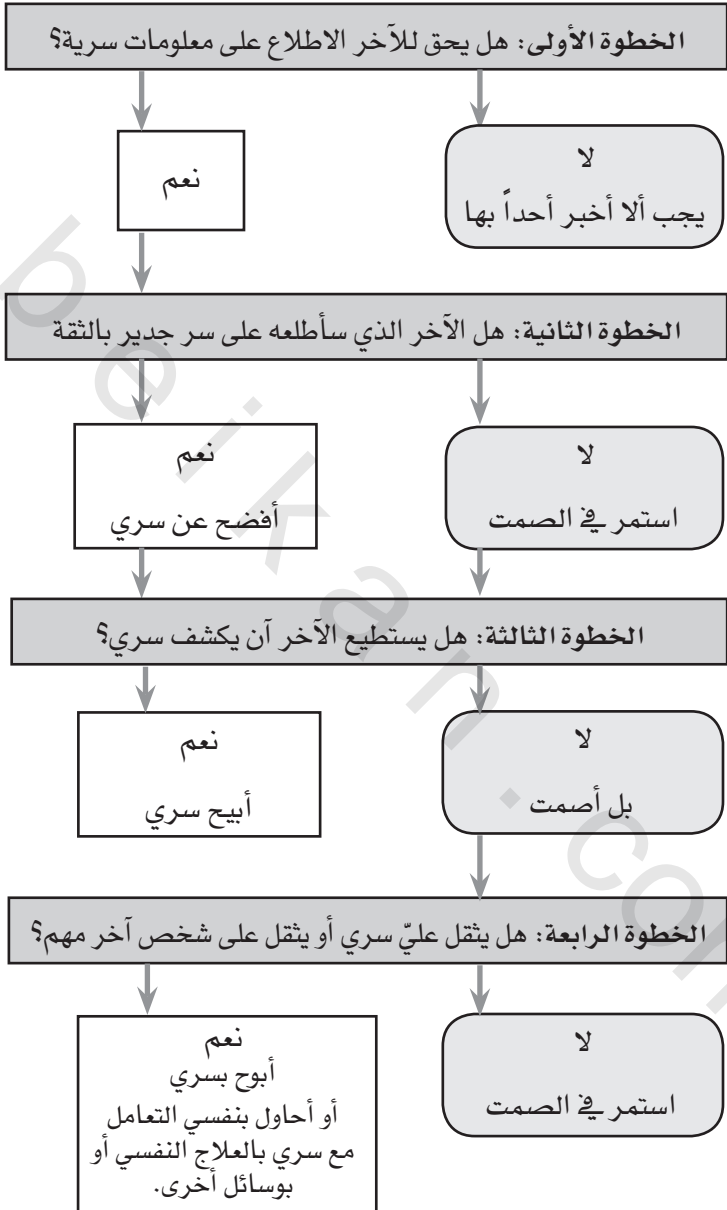 الخطوة الأولى: هل يحق للآخر الاطلاع على معلومات سرية؟
لا
يجب ألا أخبر أحداً بها
نعم
الخطوة الثانية: هل الآخر الذي سأطلعه على سر جدير بالثقة
لا
استمر في الصمت
نعم
أفضح عن سري
الخطوة الثالثة: هل يستطيع الآخر آن يكشف سري؟
لا
بل أصمت
نعم
أبيح سري
الخطوة الرابعة: هل يثقل عليّ سري أو يثقل على شخص آخر مهم؟
لا
استمر في الصمت
نعم
أبوح بسري
أو أحاول بنفسي التعامل
مع سري بالعلاج النفسي أو
بوسائل أخرى.
beikan.com